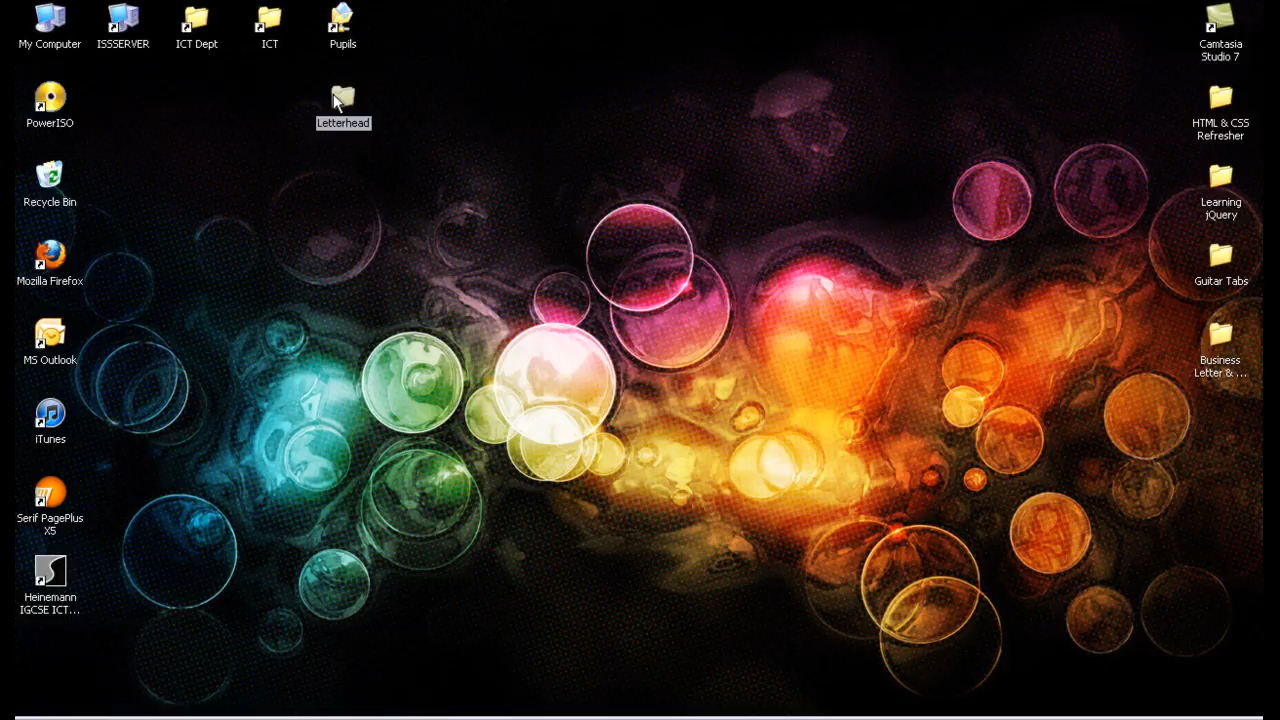 My Computer
ISSSERVER
ICT Dept
ICT
Pupils
Camtasia
Studio 7
PowerISO
Letterhead
HTML & CSS
Refresher
Recycle Bin
Learning
jQuery
Mozilla Firefox
Guitar Tabs
MS Outlook
Business
Letter & ...
iTunes
Serif PagePlus
X5
Heinemann
IGCSE ICT...